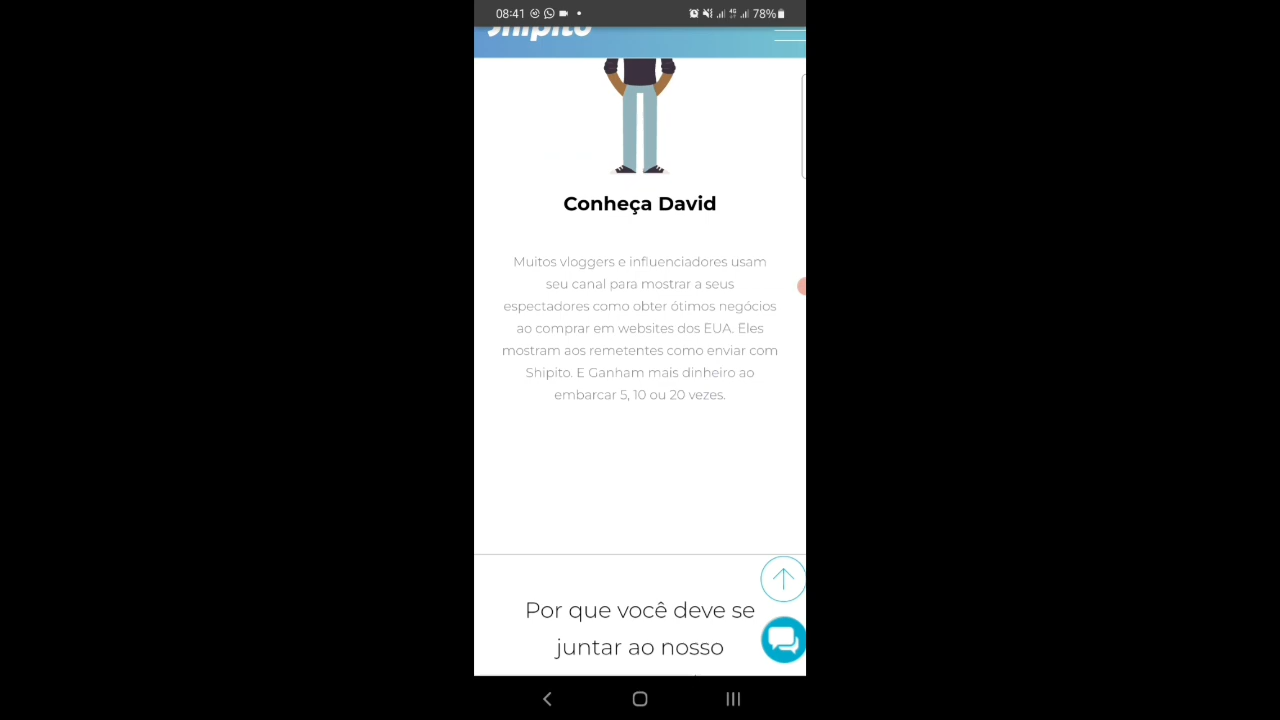 08:41
4G
78%
Shipito
Conheça David
Muitos vloggers e influenciadores usam
seu canal para mostrar a seus
espectadores como obter ótimos negócios
ao comprar em websites dos EUA. Eles
mostram aos remetentes como enviar com
Shipito. E Ganham mais dinheiro ao
embarcar 5, 10 ou 20 vezes.
Por que você deve se
juntar ao nosso